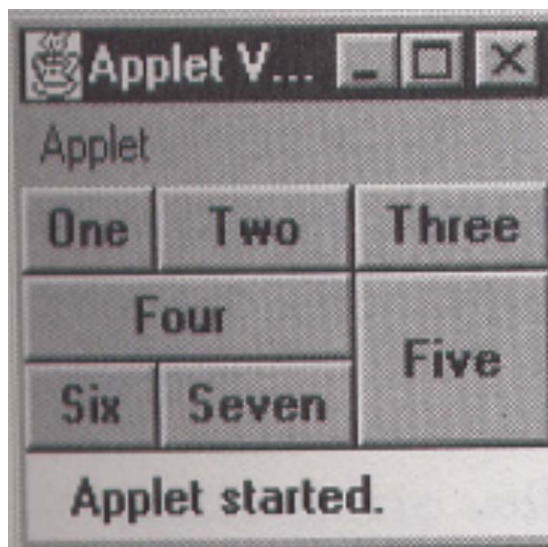 Applet V...
Applet
One Two Three
Four
Five
Six Seven
Applet started.